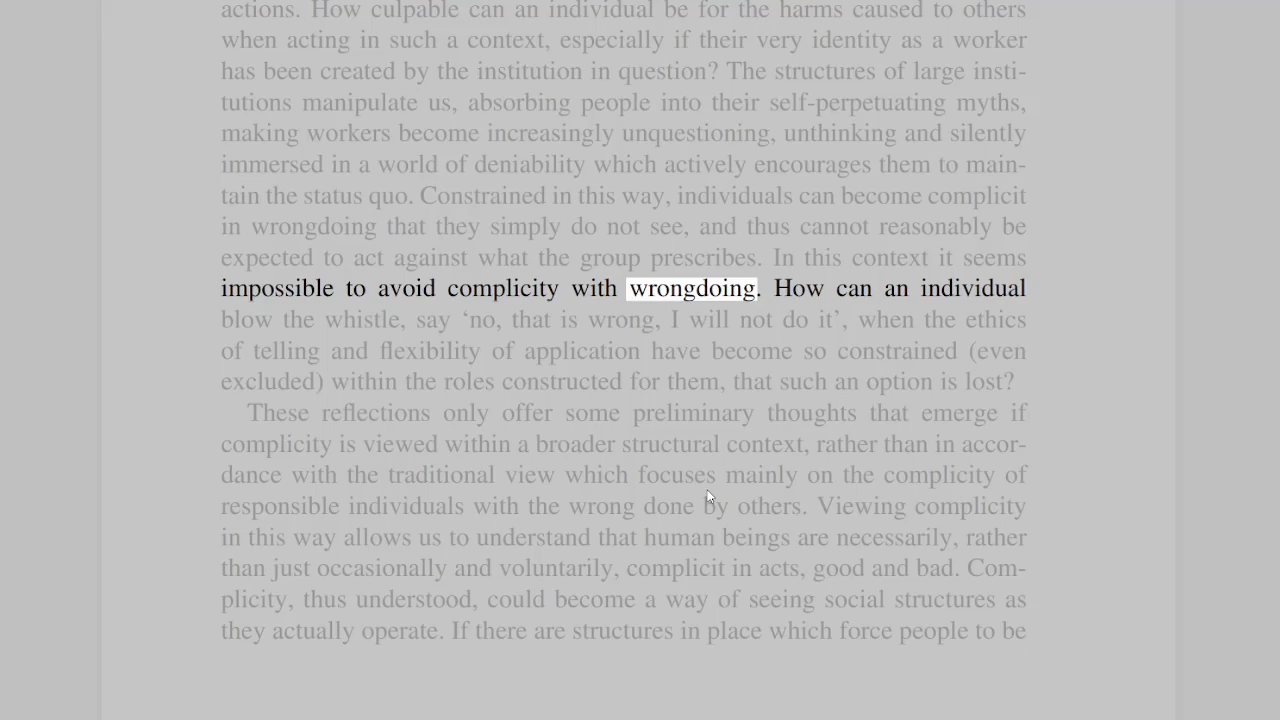 actions. How culpable can an individual be for the harms caused to others
when acting in such a context, especially if their very identity as a worker
has been created by the institution in question? The structures of large insti-
tutions manipulate us, absorbing people into their self-perpetuating myths,
making workers become increasingly unquestioning, unthinking and silently
immersed in a world of deniability which actively encourages them to main-
tain the status quo. Constrained in this way, individuals can become complicit
in wrongdoing that they simply do not see, and thus cannot reasonably be
expected to act against what the group prescribes. In this context it seems
impossible to avoid complicity with wrongdoing. How can an individual
blow the whistle, say ‘no, that is wrong, I will not do it’, when the ethics
of telling and flexibility of application have become so constrained (even
excluded) within the roles constructed for them, that such an option is lost?
These reflections only offer some preliminary thoughts that emerge if
complicity is viewed within a broader structural context, rather than in accor-
dance with the traditional view which focuses mainly on the complicity of
responsible individuals with the wrong done by others. Viewing complicity
in this way allows us to understand that human beings are necessarily, rather
than just occasionally and voluntarily, complicit in acts, good and bad. Com-
plicity, thus understood, could become a way of seeing social structures as
they actually operate. If there are structures in place which force people to be